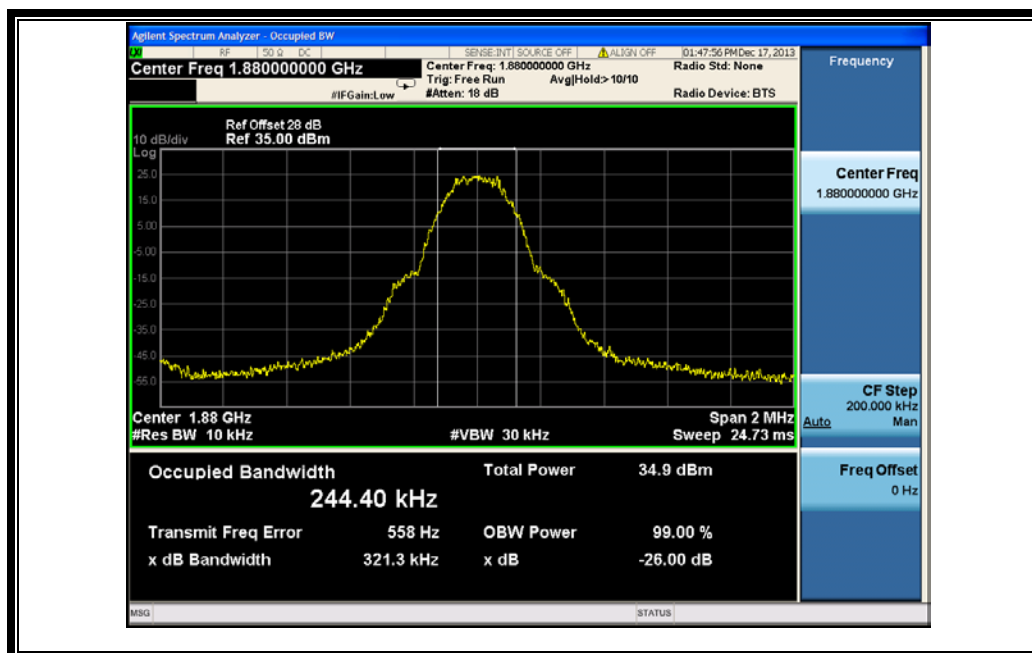 Agilent Spectrum Analyzer - Occupied BW
RF 50 Ω DC SENSE:INT SOURCE OFF ALIGN OFF 01:47:56 PM Dec 17, 2013
Center Freq 1.880000000 GHz
Center Freq: 1.880000000 GHz
Radio Std: None
Trig: Free Run Avg|Hold:> 10/10
#IFGain:Low #Atten: 18 dB Radio Device: BTS
Ref Offset 28 dB
10 dB/div Ref 35.00 dBm
Log
25.0
15.0
5.00
-5.00
-15.0
-25.0
-35.0
-45.0
-55.0
Center 1.88 GHz Span 2 MHz
#Res BW 10 kHz #VBW 30 kHz Sweep 24.73 ms
Occupied Bandwidth Total Power 34.9 dBm
244.40 kHz
Transmit Freq Error 558 Hz OBW Power 99.00 %
x dB Bandwidth 321.3 kHz x dB -26.00 dB
MSG STATUS
Frequency
Center Freq
1.880000000 GHz
CF Step
200.000 kHz
Auto Man
Freq Offset
0 Hz